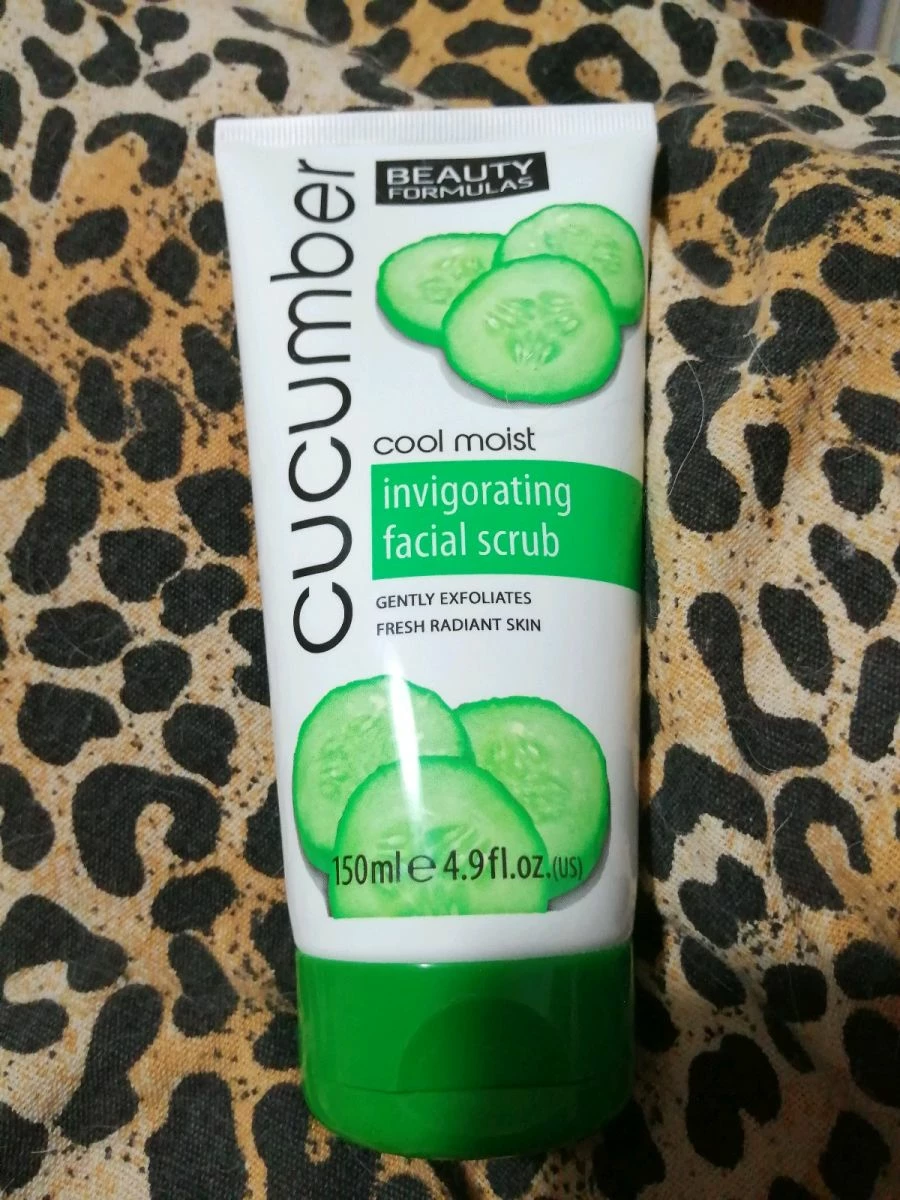 cucumber
BEAUTY
FORMULAS
cool moist
invigorating
facial scrub
GENTLY EXFOLIATES
FRESH RADIANT SKIN
150ml e 4.9fl.oz.(US)